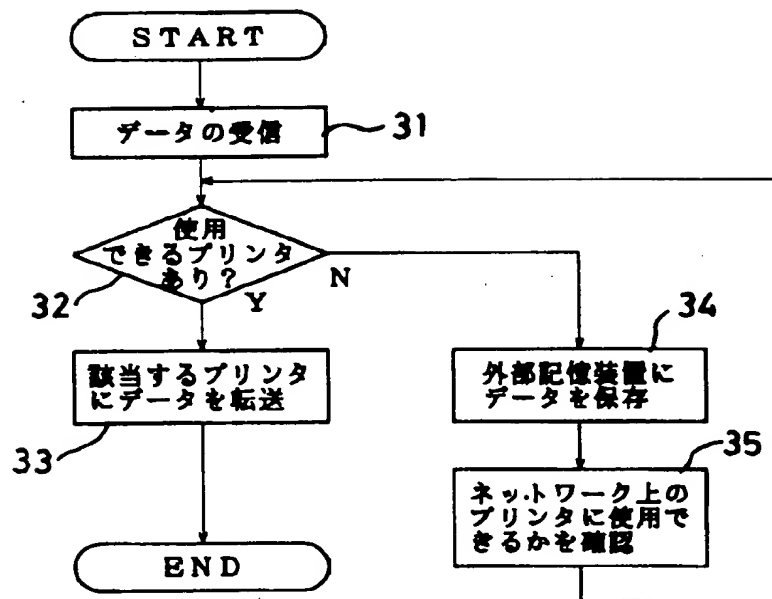 START
データの受信
31
使用
できるプリンタ
あり?
32
Y
N
該当するプリンタ
にデータを転送
33
34
外部記憶装置に
データを保存
35
ネットワーク上の
プリンタに使用で
きるかを確認
END